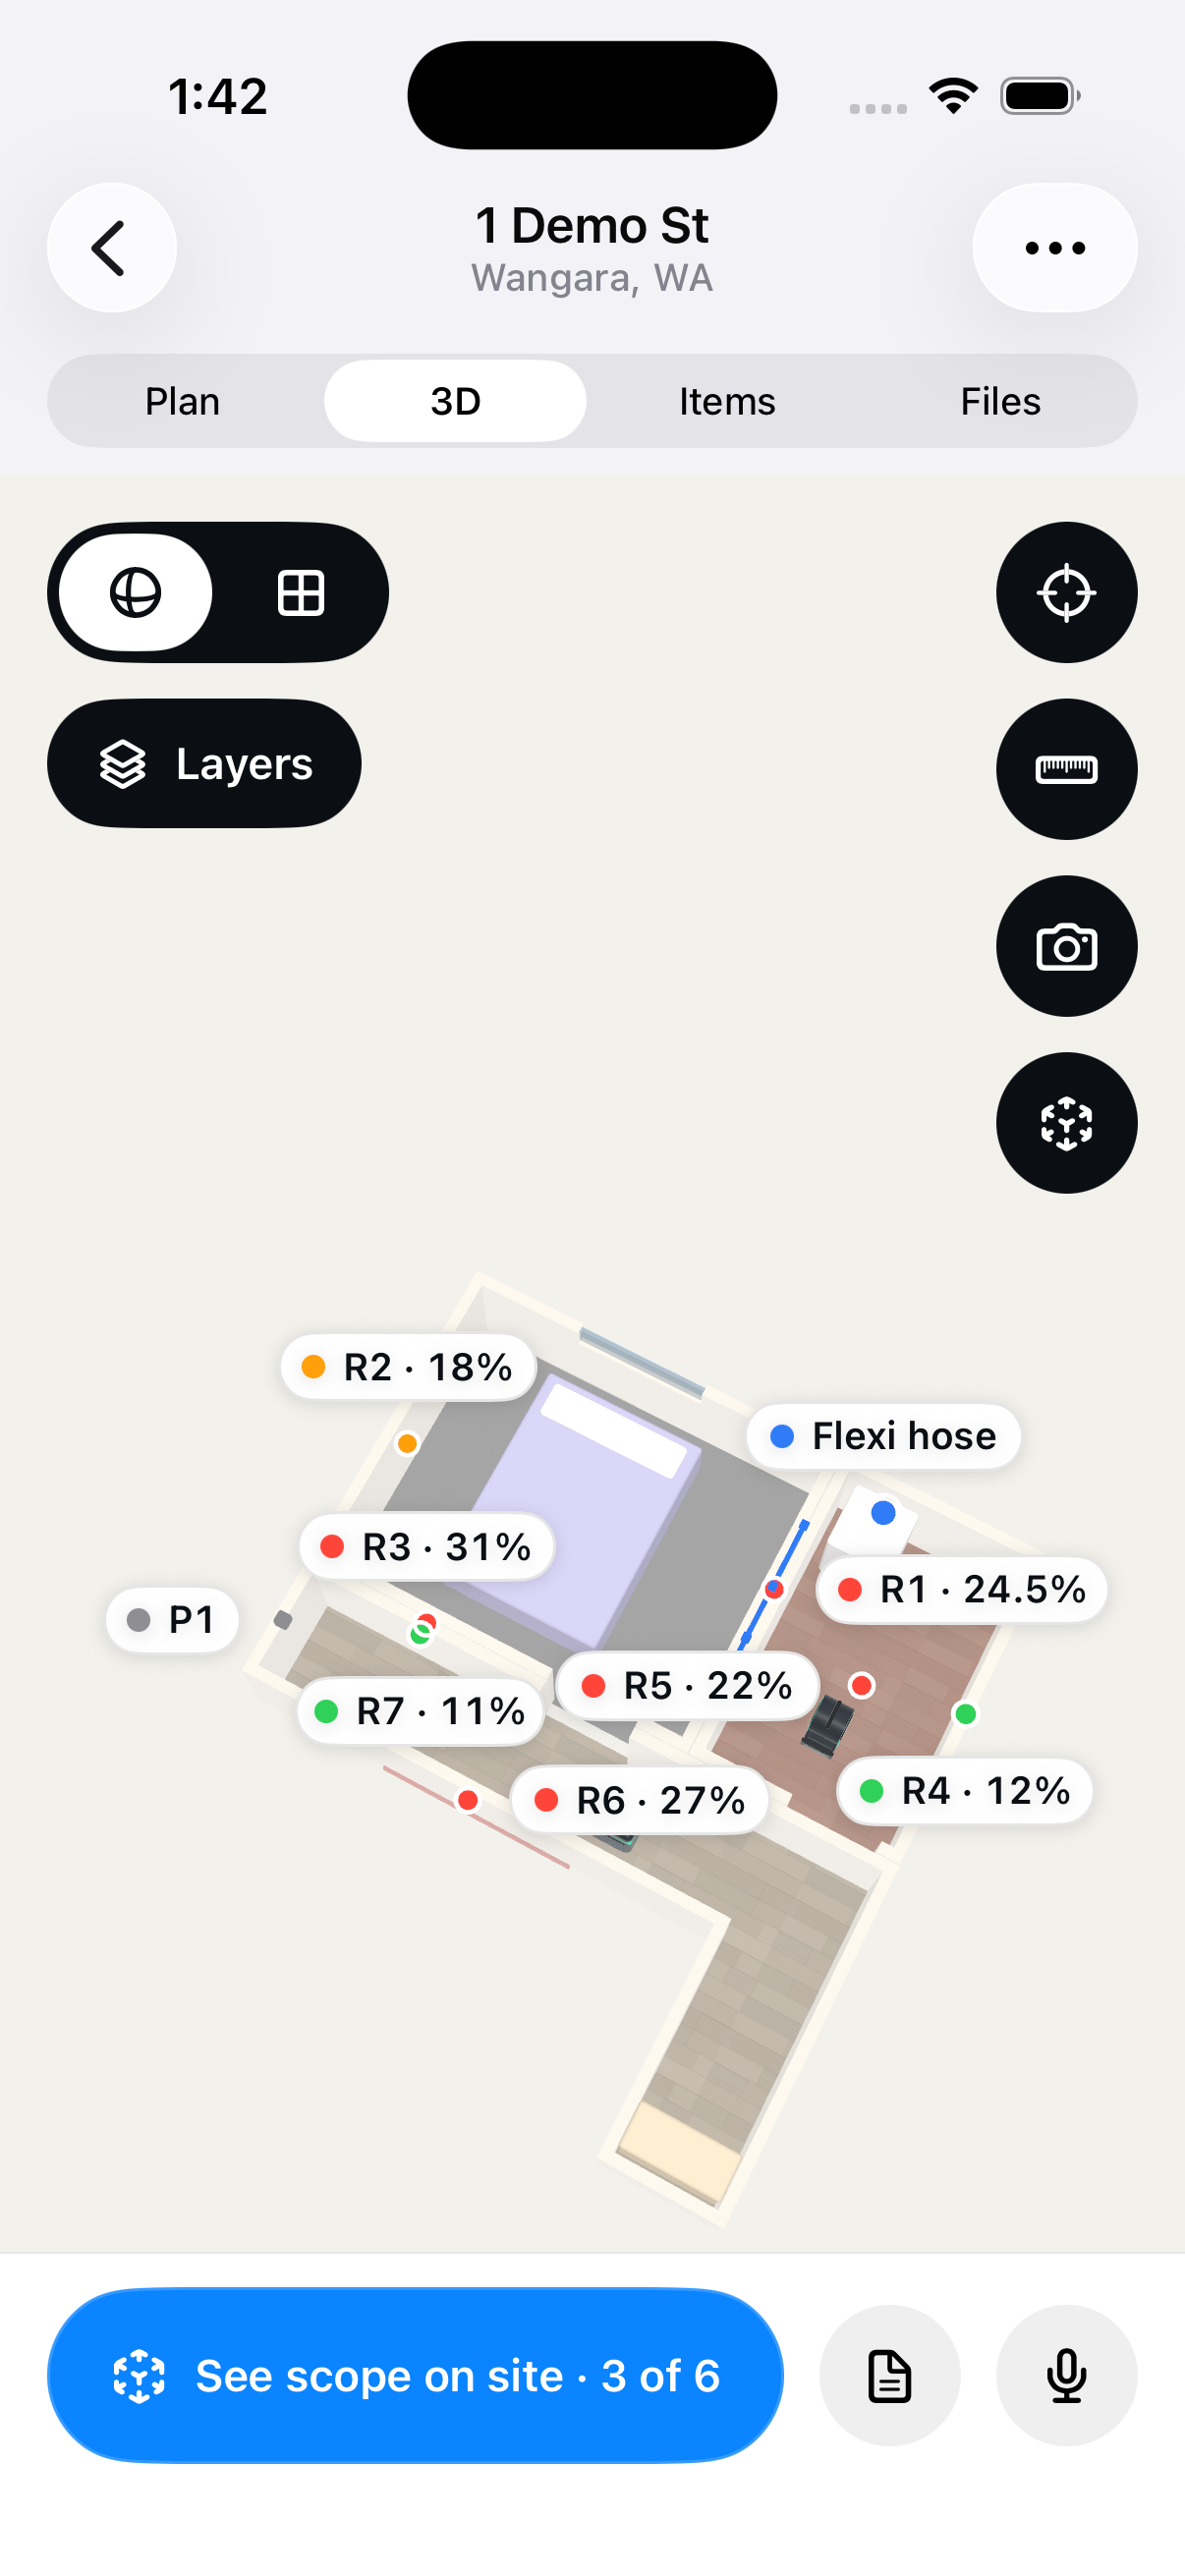 1:42
1 Demo St
Wangara, WA
Plan
3D
Items
Files
Layers
R2 · 18%
Flexi hose
R3 · 31%
R1 · 24.5%
P1
R5 · 22%
R7 · 11%
R6 · 27%
R4 · 12%
See scope on site · 3 of 6